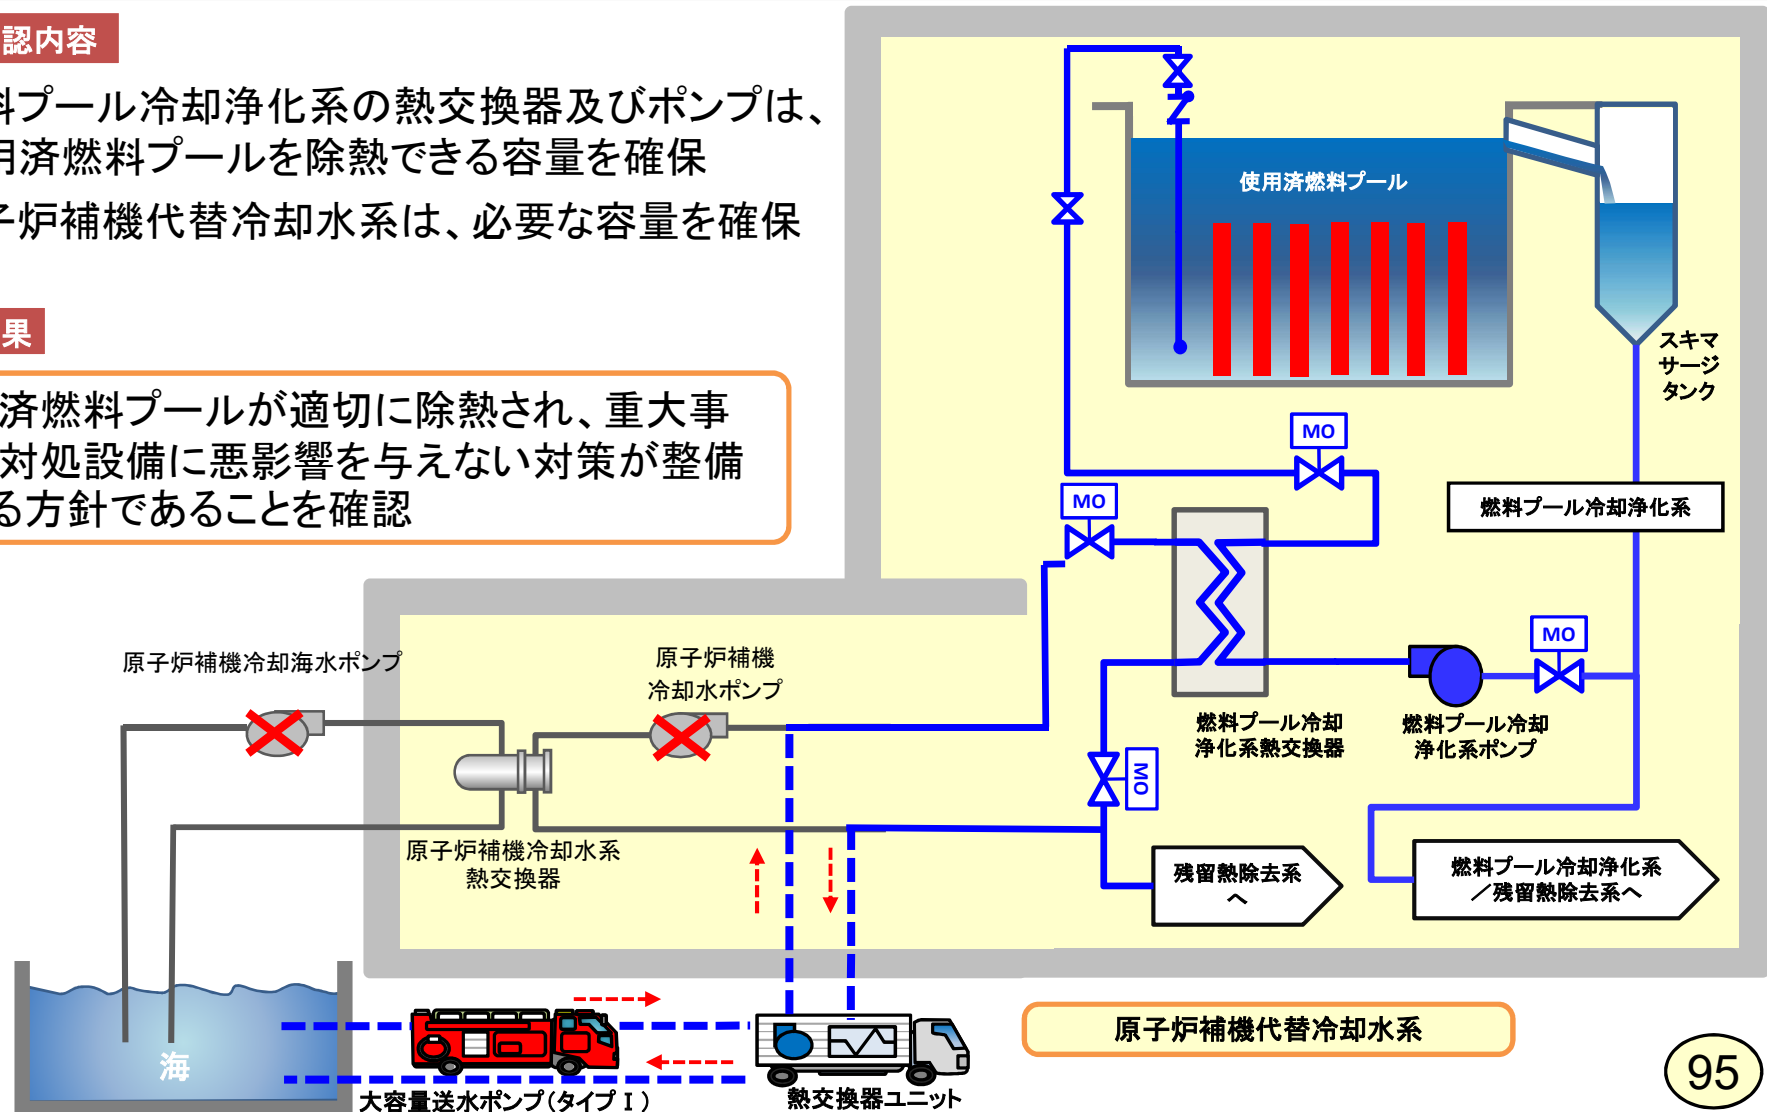 認内容
料プール冷却浄化系の熱交換器及びポンプは、
用済燃料プールを除熱できる容量を確保
子炉補機代替冷却水系は、必要な容量を確保
果
済燃料プールが適切に除熱され、重大事
対処設備に悪影響を与えない対策が整備
る方針であることを確認
使用済燃料プール
スキマ
サージ
タンク
MO
MO
燃料プール冷却浄化系
MO
原子炉補機冷却海水ポンプ
原子炉補機
冷却水ポンプ
燃料プール冷却
浄化系熱交換器
燃料プール冷却
浄化系ポンプ
MO
原子炉補機冷却水系
熱交換器
残留熱除去系
へ
燃料プール冷却浄化系
／残留熱除去系へ
海
大容量送水ポンプ（タイプⅠ）
熱交換器ユニット
原子炉補機代替冷却水系
95